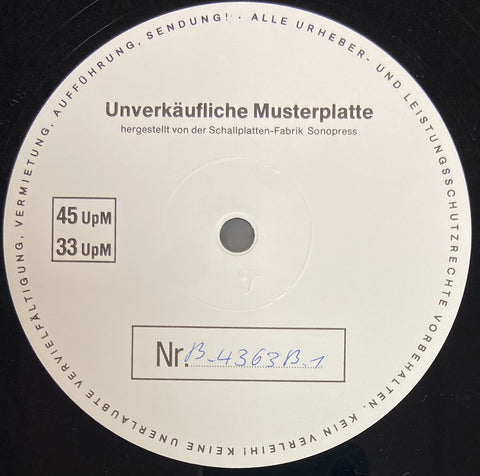 ALLE URHEBER- UND LEISTUNGSSCHUTZRECHTE VORBEHALTEN. KEIN VERLEIH! KEINE UNERLAUBTE VERVIELFÄLTIGUNG, VERMIETUNG, AUFFÜHRUNG, SENDUNG! ·
Unverkäufliche Musterplatte
hergestellt von der Schallplatten-Fabrik Sonopress
45 UpM
33 UpM
Nr. B-4363B-1